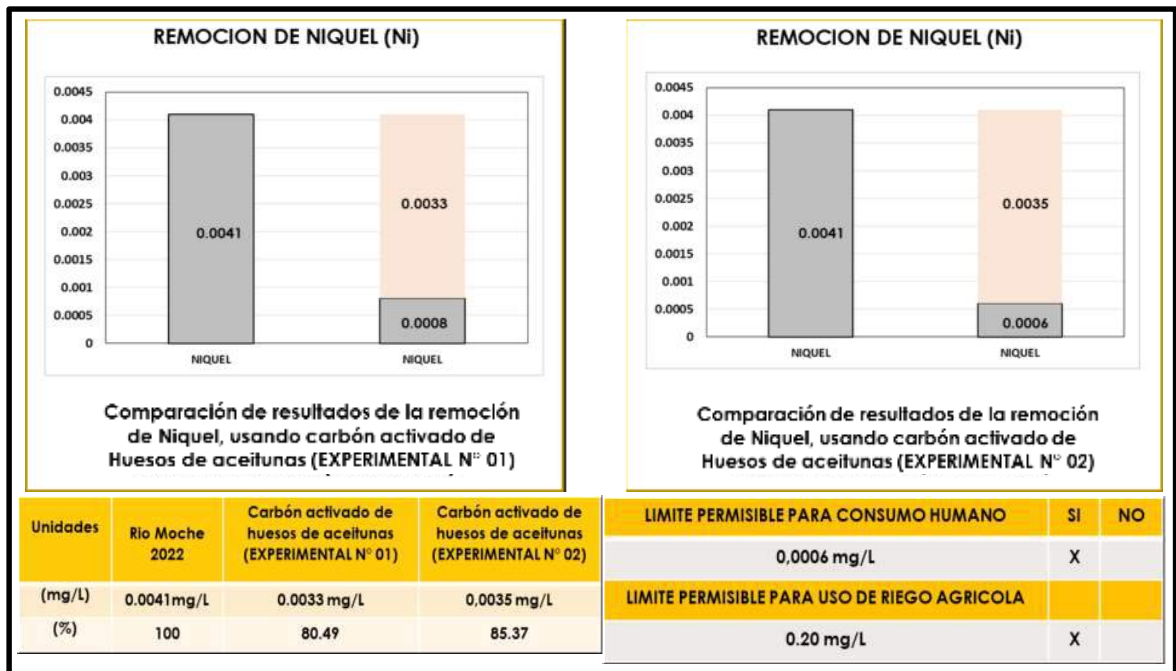 REMOCION DE NIQUEL (Ni)
0.0045
0.004
0.0035
0.003
0.0025
0.002
0.0015
0.001
0.0005
0
0.0041
0.0033
0.0008
NIQUEL
NIQUEL
Comparación de resultados de la remoción
de Niquel, usando carbón activado de
Huesos de aceitunas (EXPERIMENTAL N° 01)
REMOCION DE NIQUEL (Ni)
0.0045
0.004
0.0035
0.003
0.0025
0.002
0.0015
0.001
0.0005
0
0.0041
0.0035
0.0006
NIQUEL
NIQUEL
Comparación de resultados de la remoción
de Niquel, usando carbón activado de
Huesos de aceitunas (EXPERIMENTAL N° 02)
Unidades
Rio Moche
2022
Carbón activado de
huesos de aceitunas
(EXPERIMENTAL N° 01)
Carbón activado de
huesos de aceitunas
(EXPERIMENTAL N° 02)
(mg/L) 0.0041mg/L 0.0033 mg/L 0,0035 mg/L
(%) 100 80.49 85.37
LIMITE PERMISIBLE PARA CONSUMO HUMANO SI NO
0,0006 mg/L X
LIMITE PERMISIBLE PARA USO DE RIEGO AGRICOLA
0.20 mg/L X